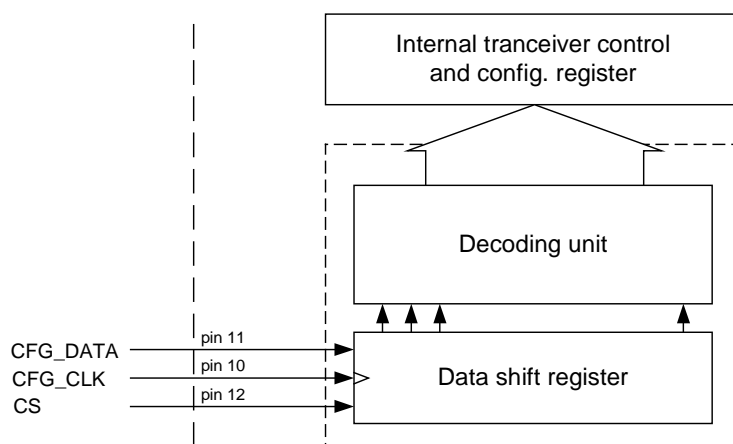 Internal tranceiver control
and config. register
Decoding unit
CFG_DATA
pin 11
CFG_CLK
pin 10
CS
pin 12
Data shift register